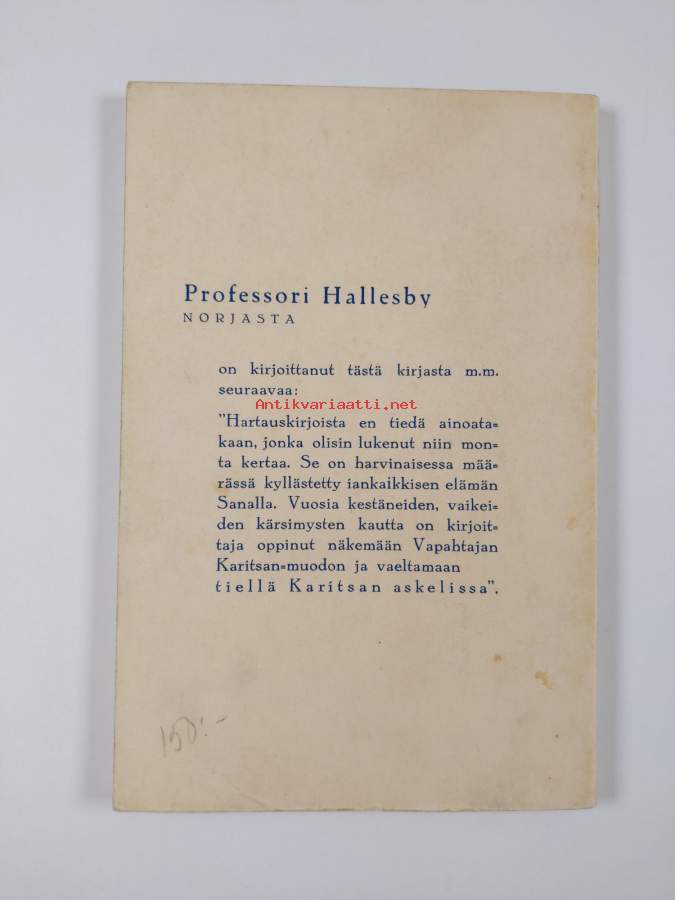 Professori Hallesby
NORJASTA
on kirjoittanut tästä kirjasta m.m.
seuraavaa:
Antikvariaatti.net
"Hartauskirjoista en tiedä ainoata=
kaan, jonka olisin lukenut niin mon=
ta kertaa. Se on harvinaisessa mää=
rässä kyllästetty iankaikkisen elämän
Sanalla. Vuosia kestäneiden, vaikei=
den kärsimysten kautta on kirjoit=
taja oppinut näkemään Vapahtajan
Karitsan=muodon ja vaeltamaan
tiellä Karitsan askelissa".
150:-